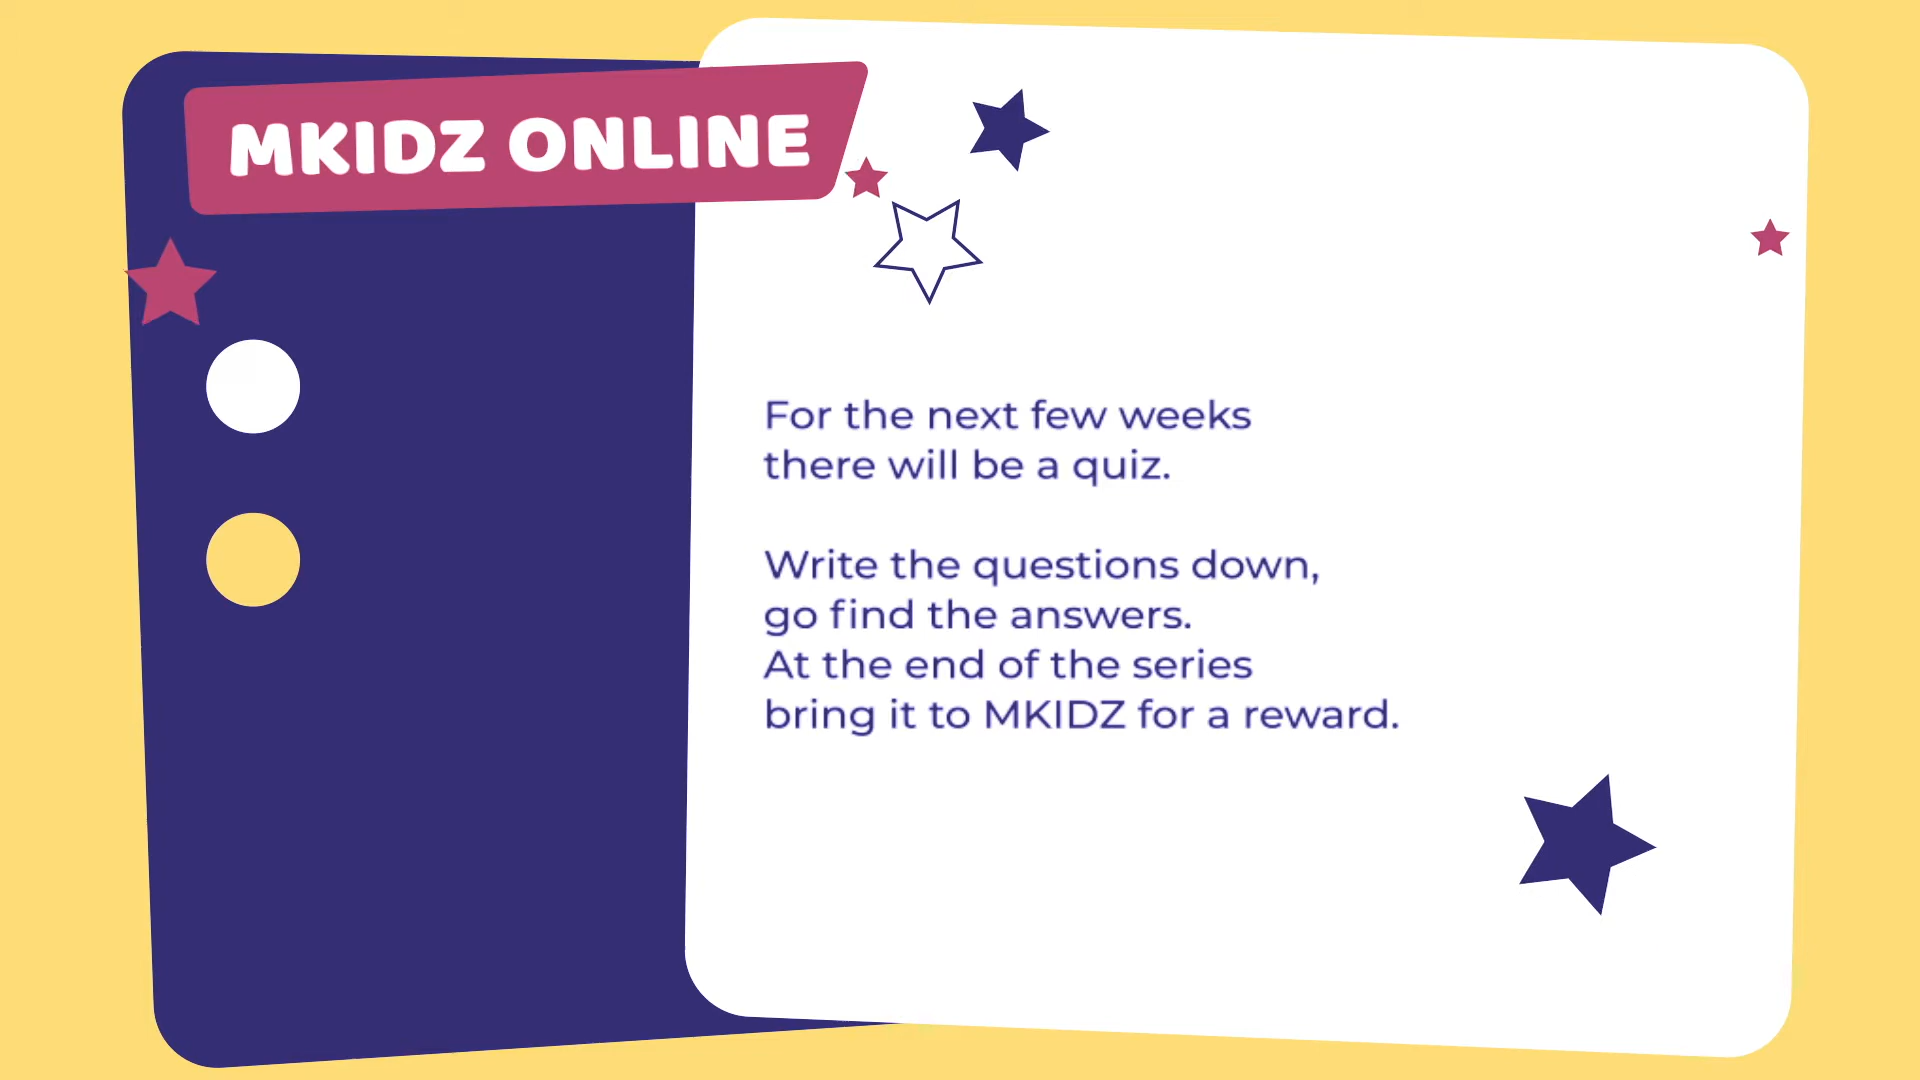 MKIDZ ONLINE
For the next few weeks
there will be a quiz.
Write the questions down,
go find the answers.
At the end of the series
bring it to MKIDZ for a reward.